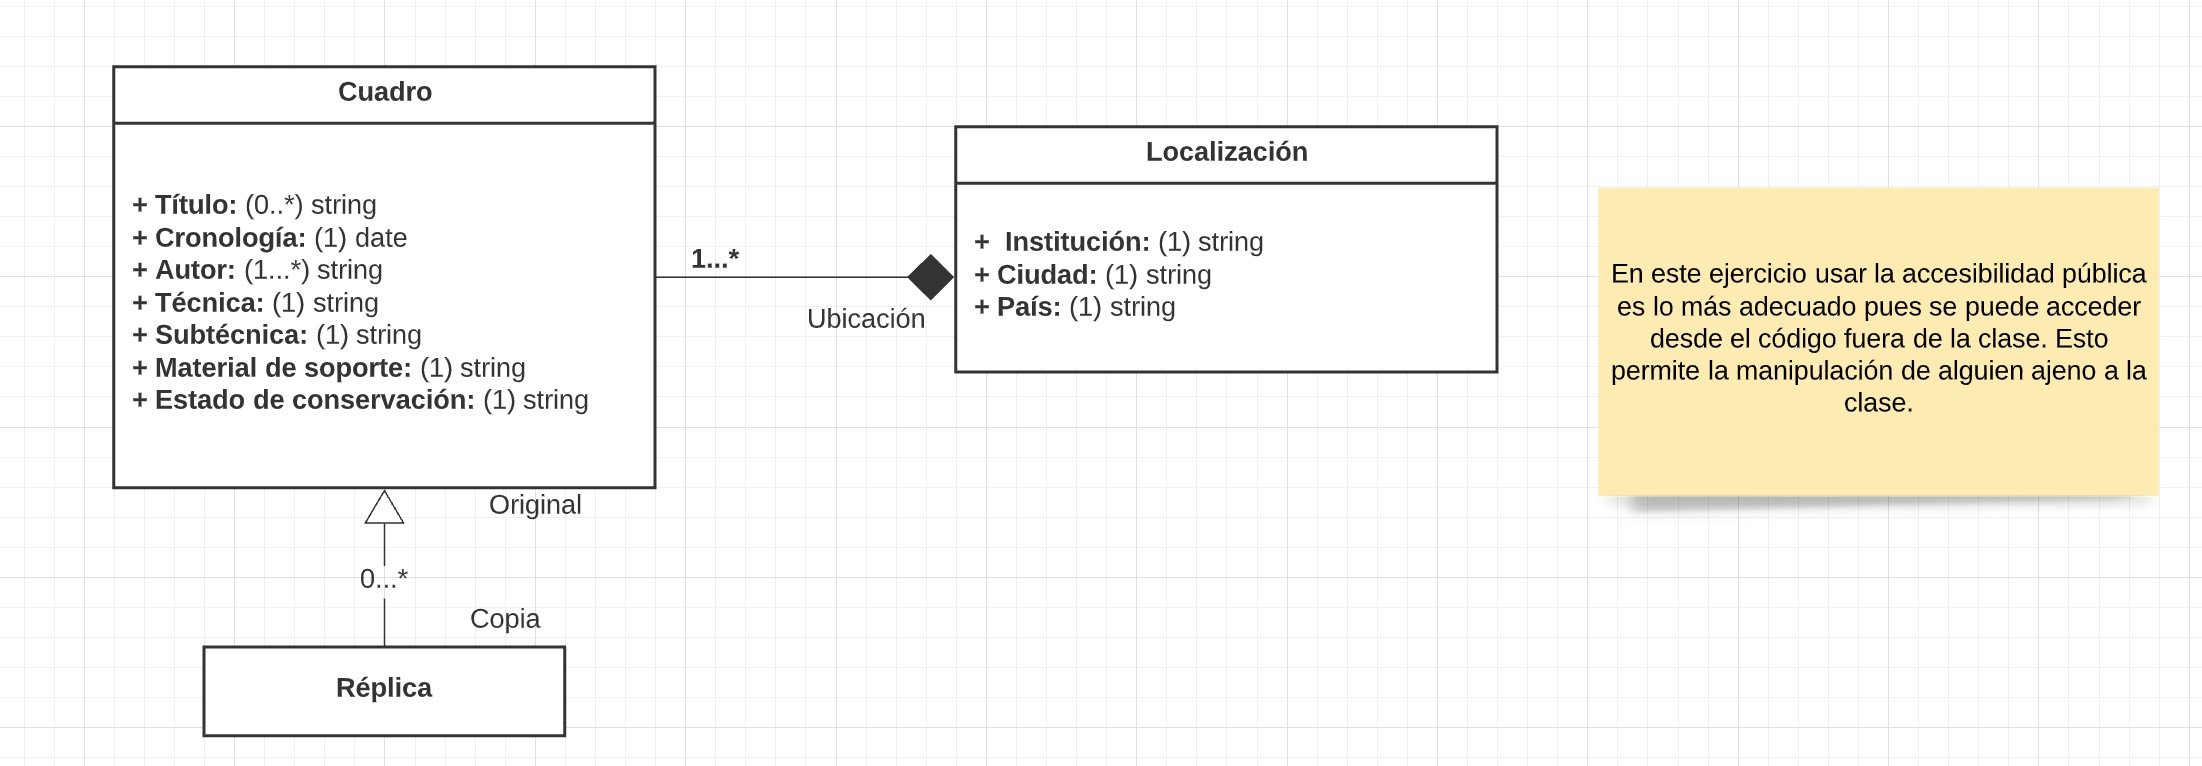 Cuadro
+ Título: (0..*) string
+ Cronología: (1) date
+ Autor: (1...*) string
+ Técnica: (1) string
+ Subtécnica: (1) string
+ Material de soporte: (1) string
+ Estado de conservación: (1) string
1...*
Ubicación
Localización
+ Institución: (1) string
+ Ciudad: (1) string
+ País: (1) string
En este ejercicio usar la accesibilidad pública
es lo más adecuado pues se puede acceder
desde el código fuera de la clase. Esto
permite la manipulación de alguien ajeno a la
clase.
Original
0...*
Copia
Réplica